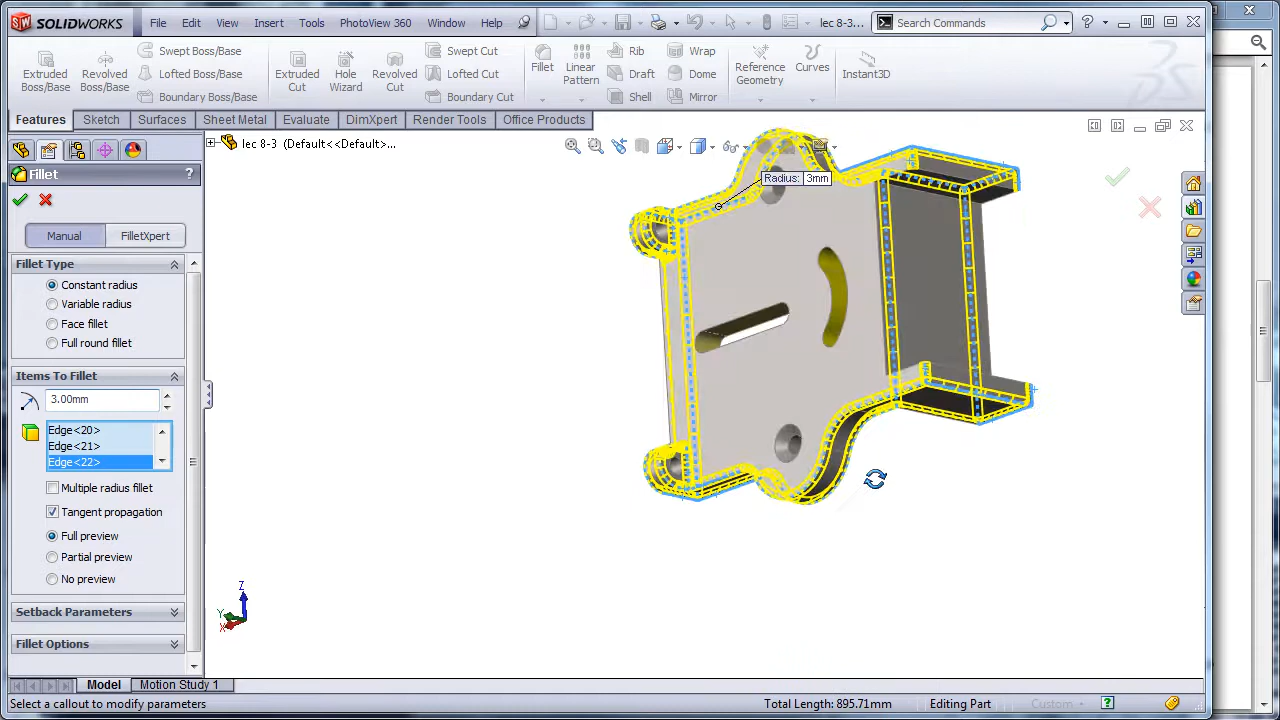 SOLIDWORKS File Edit View Insert Tools PhotoView 360 Window Help lec 8-3... Search Commands
Extruded Boss/Base
Revolved Boss/Base
Swept Boss/Base
Lofted Boss/Base
Boundary Boss/Base
Extruded Cut
Hole Wizard
Revolved Cut
Swept Cut
Lofted Cut
Boundary Cut
Fillet
Linear Pattern
Rib
Draft
Shell
Wrap
Dome
Mirror
Reference Geometry
Curves
Instant3D
Features Sketch Surfaces Sheet Metal Evaluate DimXpert Render Tools Office Products
lec 8-3 (Default<<Default>...
Fillet ?
Manual FilletXpert
Fillet Type
Constant radius
Variable radius
Face fillet
Full round fillet
Items To Fillet
3.00mm
Edge<20>
Edge<21>
Edge<22>
Multiple radius fillet
Tangent propagation
Full preview
Partial preview
No preview
Setback Parameters
Fillet Options
Radius: 3mm
Z
Y
X
Model Motion Study 1
Select a callout to modify parameters Total Length: 895.71mm Editing Part Custom ?